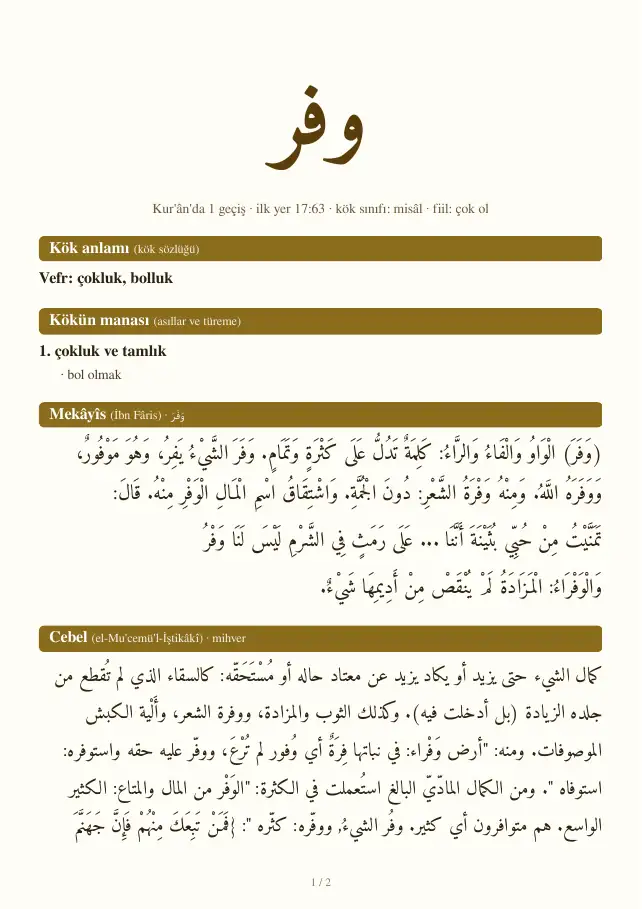 وفر
Kur'ân'da 1 geçiş · ilk yer 17:63 · kök sınıfı: misâl · fiil: çok ol
Kök anlamı (kök sözlüğü)
Vefr: çokluk, bolluk
Kökün manası (asıllar ve türeme)
1. çokluk ve tamlık
· bol olmak
Mekâyîs (İbn Fâris) · وَفَرَ
(وَفَرَ) الْوَاوُ وَالْفَاءُ وَالرَّاءُ: كَلِمَةٌ تَدُلُّ عَلَى كَثْرَةٍ وَتَمَامٍ. وَفَرَ الشَّيْءُ يَفِرُ، وَهُوَ مَوْفُورٌ،
وَوَفَرَهُ اللَّهُ. وَمِنْهُ وَفْرَةُ الشَّعْرِ: دُونَ الْجُمَّةِ. وَاشْتِقَاقُ اسْمِ الْمَالِ الْوَفْرِ مِنْهُ. قَالَ:
تَمَنَّيْتُ مِنْ حُبِّي بُثَيْنَةَ أَنَّنَا ... عَلَى رَمَثٍ فِي الشَّرْمِ لَيْسَ لَنَا وَفْرُ
وَالْوَفْرَاءُ: الْمَزَادَةُ لَمْ يُنْقَصْ مِنْ أَدِيمِهَا شَيْءٌ.
Cebel (el-Mu'cemü'l-İştikâkî) · mihver
كمال الشيء حتى يزيد أو يكاد يزيد عن معتاد حاله أو مُسْتَحَقّه: كالسقاء الذي لم تُقطع من
جلده الزيادة (بل أدخلت فيه). وكذلك الثوب والمزادة، ووفرة الشعر، وأَلْية الكبش
الموصوفات. ومنه: "أرض وَفْراء: في نباتها فِرَةٌ أي وُفور لم تُرْعَ، ووفّر عليه حقه واستوفره:
استوفاه ". ومن الكمال المادّيّ البالغ استُعملت في الكثرة: "الوَفْر من المال والمتاع: الكثير
الواسع. هم متوافرون أي كثير. وفُر الشيءُ, ووفّره: كثّره ": {فَمَنْ تَبِعَكَ مِنْهُمْ فَإِنَّ جَهَنَّمَ
1 / 2